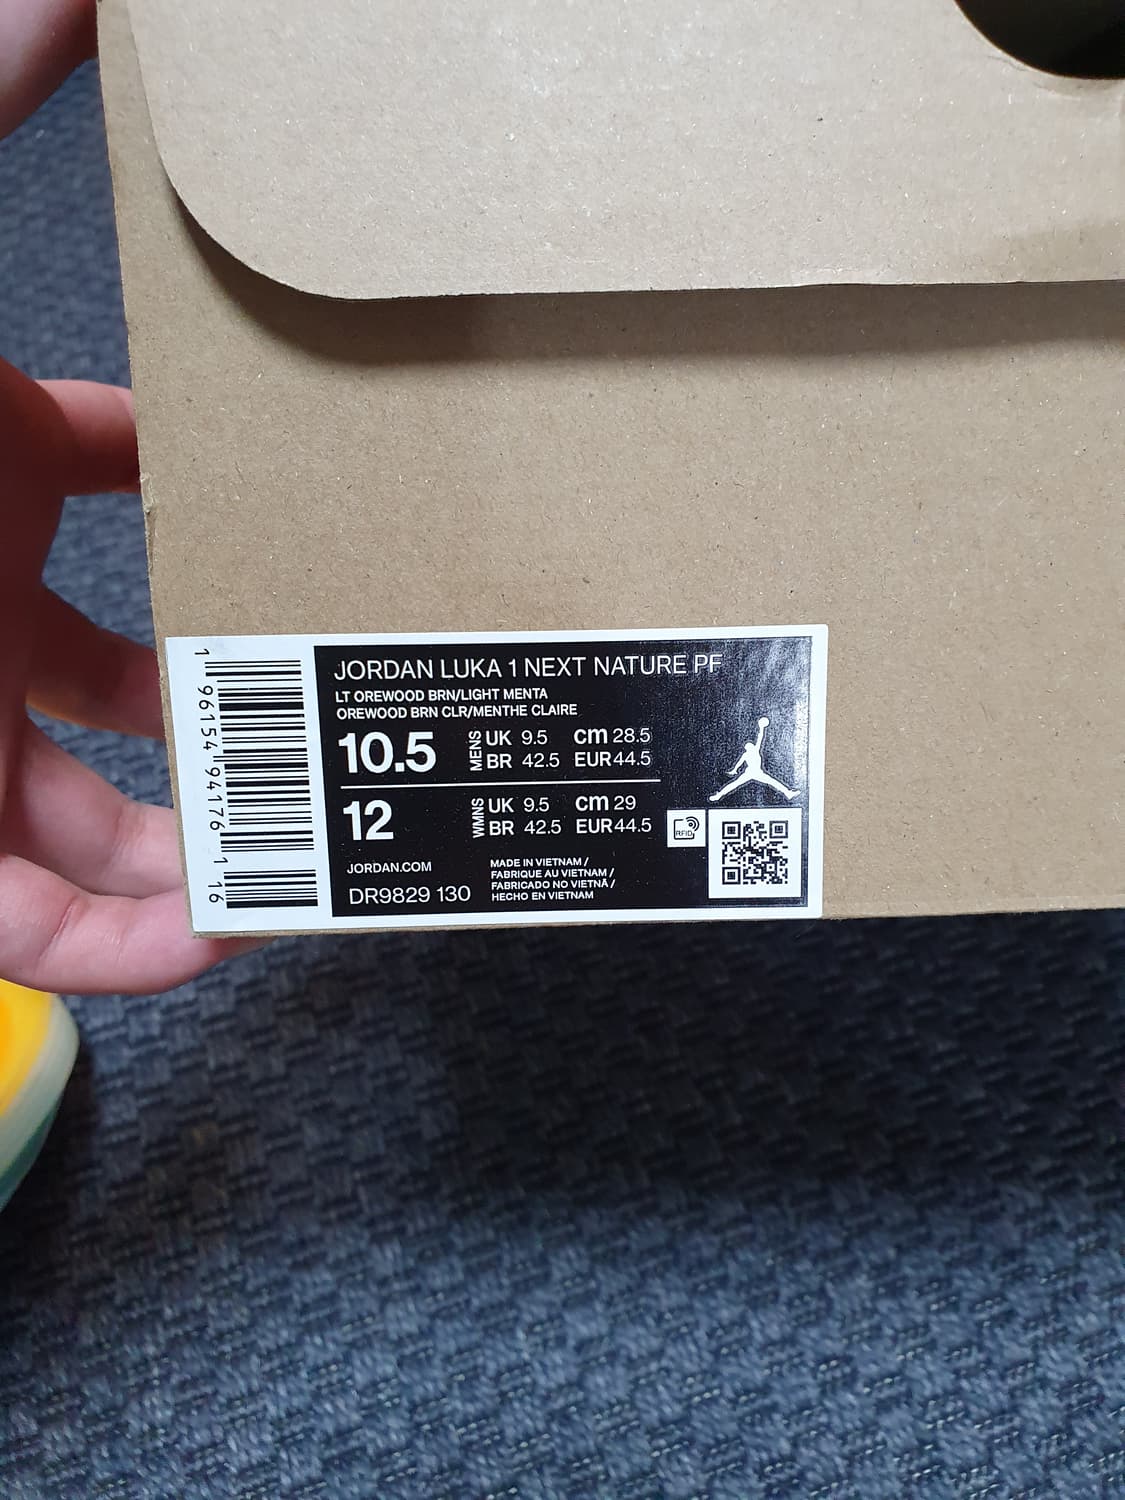 JORDAN LUKA 1 NEXT NATURE PF
LT OREWOOD BRN/LIGHT MENTA
OREWOOD BRN CLR/MENTHE CLAIRE
10.5 MENS UK 9.5 cm 28.5
BR 42.5 EUR 44.5
12 WMNS UK 9.5 cm 29
BR 42.5 EUR 44.5
RFID
JORDAN.COM
DR9829 130
MADE IN VIETNAM /
FABRIQUE AU VIETNAM /
FABRICADO NO VIETNÃ /
HECHO EN VIETNAM
1 96154 94176 1 16